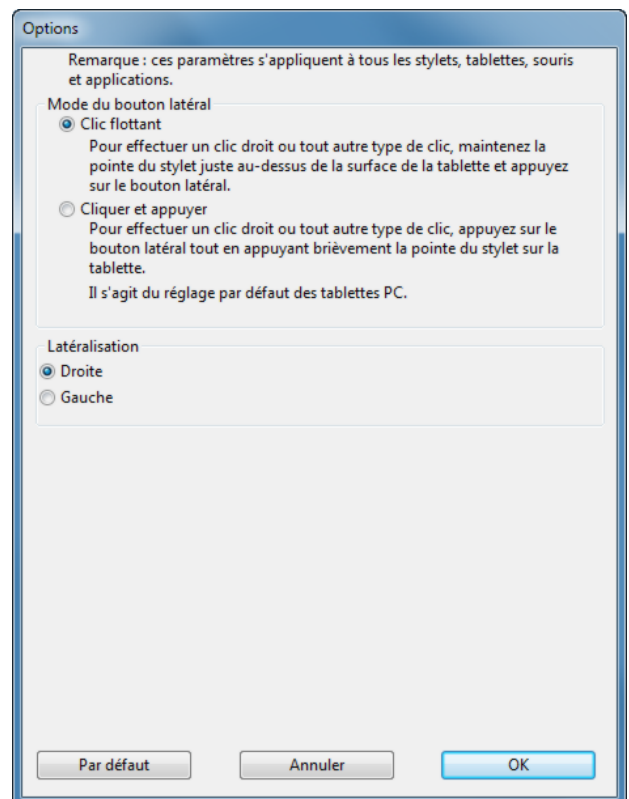 Options
Remarque : ces paramètres s'appliquent à tous les stylets, tablettes, souris
et applications.
Mode du bouton latéral
Clic flottant
Pour effectuer un clic droit ou tout autre type de clic, maintenez la
pointe du stylet juste au-dessus de la surface de la tablette et appuyez
sur le bouton latéral.
Cliquer et appuyer
Pour effectuer un clic droit ou tout autre type de clic, appuyez sur le
bouton latéral tout en appuyant brièvement la pointe du stylet sur la
tablette.
Il s'agit du réglage par défaut des tablettes PC.
Latéralisation
Droite
Gauche
Par défaut
Annuler
OK